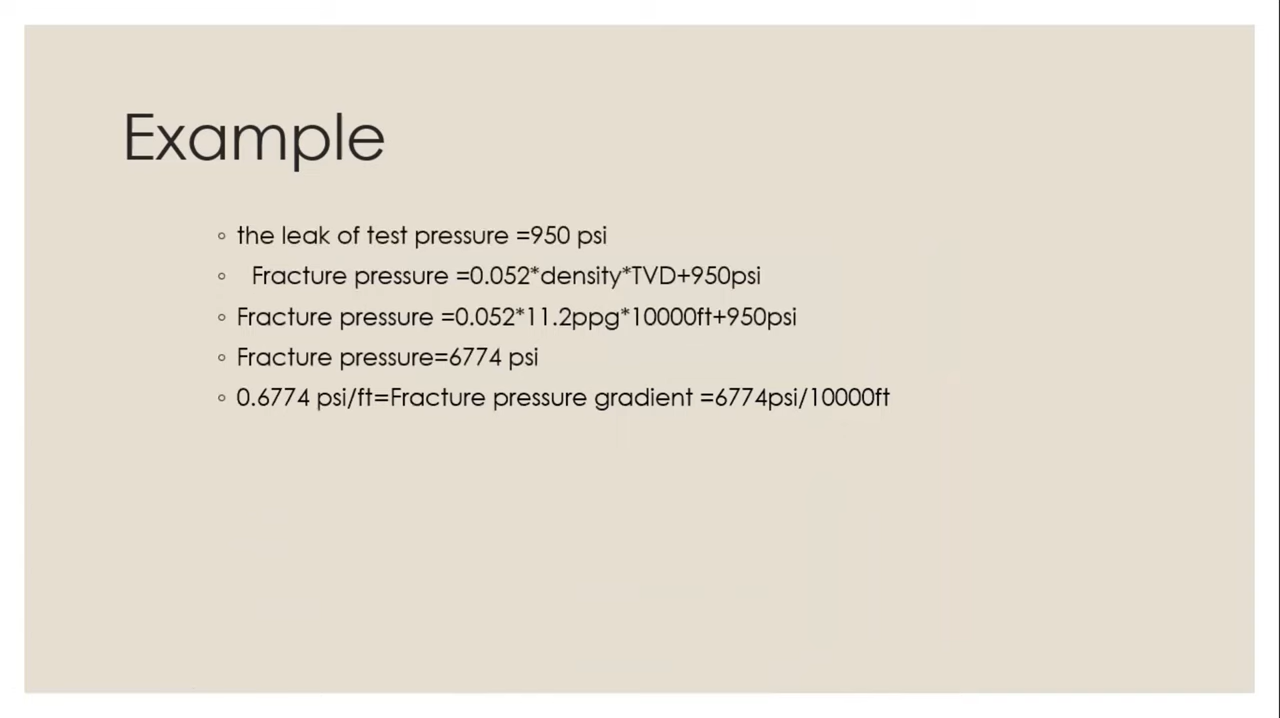 Example
◦ the leak of test pressure =950 psi
◦ Fracture pressure =0.052*density*TVD+950psi
◦ Fracture pressure =0.052*11.2ppg*10000ft+950psi
◦ Fracture pressure=6774 psi
◦ 0.6774 psi/ft=Fracture pressure gradient =6774psi/10000ft